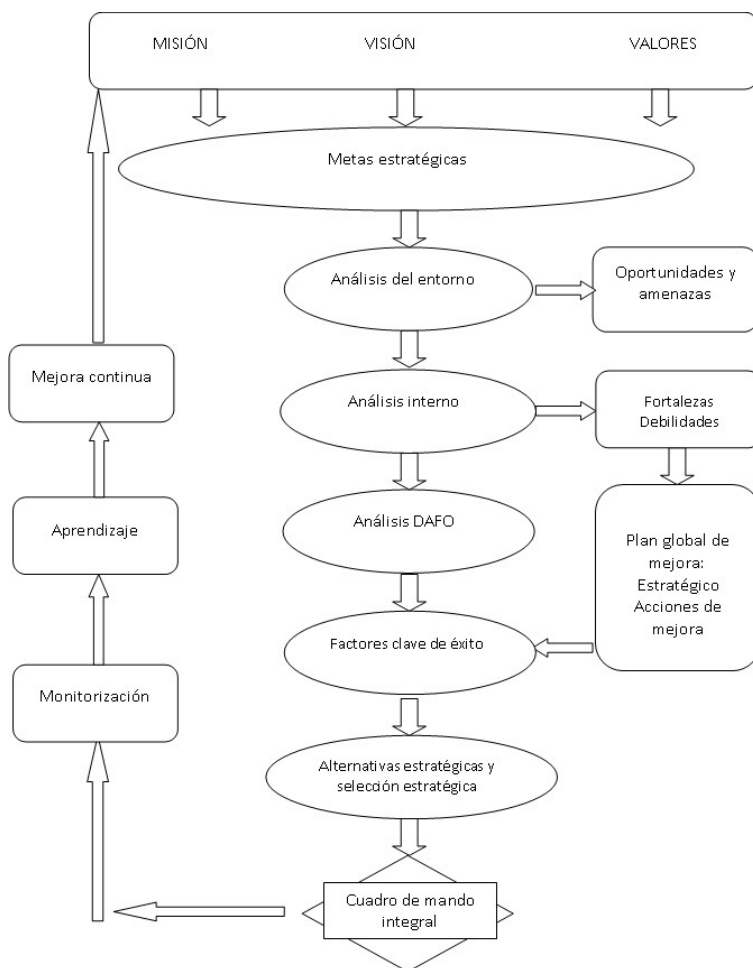 MISIÓN VISIÓN VALORES
Metas estratégicas
Análisis del entorno
Oportunidades y
amenazas
Mejora continua
Análisis interno
Fortalezas
Debilidades
Aprendizaje
Análisis DAFO
Plan global de
mejora:
Estratégico
Acciones de
mejora
Factores clave de éxito
Monitorización
Alternativas estratégicas y
selección estratégica
Cuadro de mando
integral